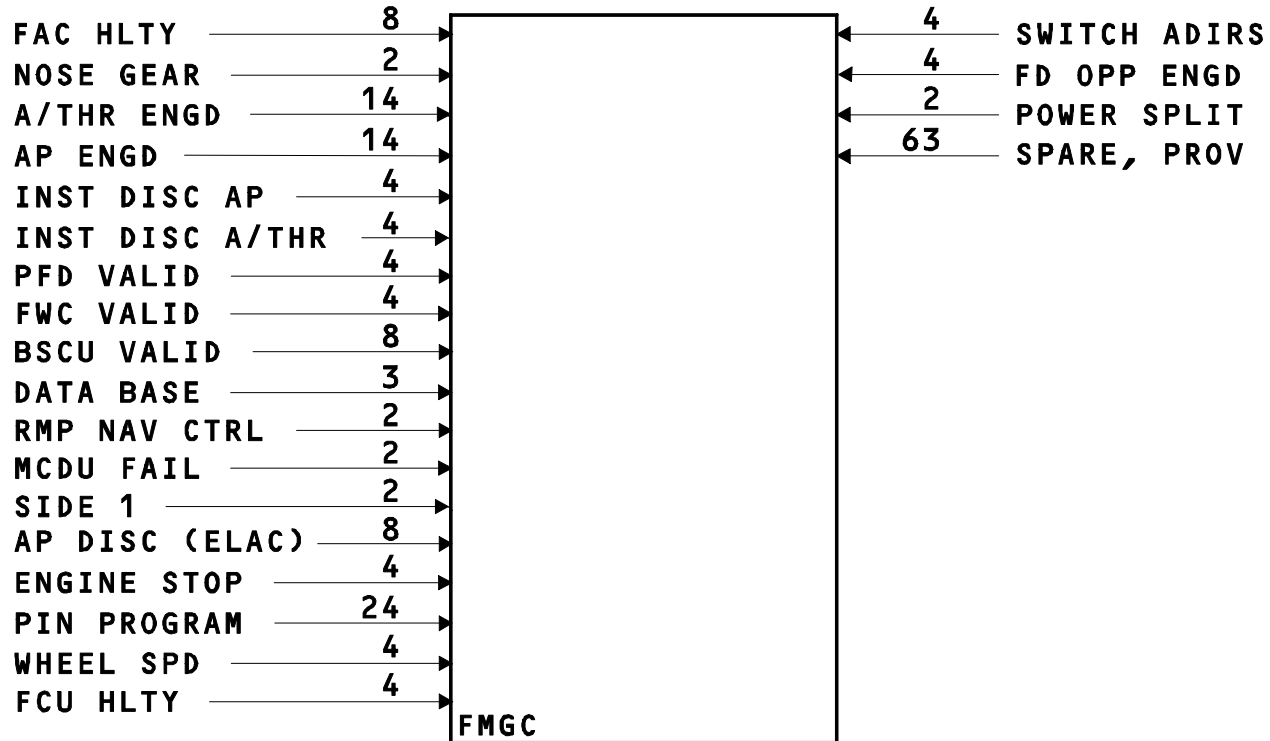 FAC HLTY 8
NOSE GEAR 2
A/THR ENGD 14
AP ENGD 14
INST DISC AP 4
INST DISC A/THR 4
PFD VALID 4
FWC VALID 4
BSCU VALID 8
DATA BASE 3
RMP NAV CTRL 2
MCDU FAIL 2
SIDE 1 2
AP DISC (ELAC) 8
ENGINE STOP 4
PIN PROGRAM 24
WHEEL SPD 4
FCU HLTY 4
FMGC
4 SWITCH ADIRS
4 FD OPP ENGD
2 POWER SPLIT
63 SPARE, PROV